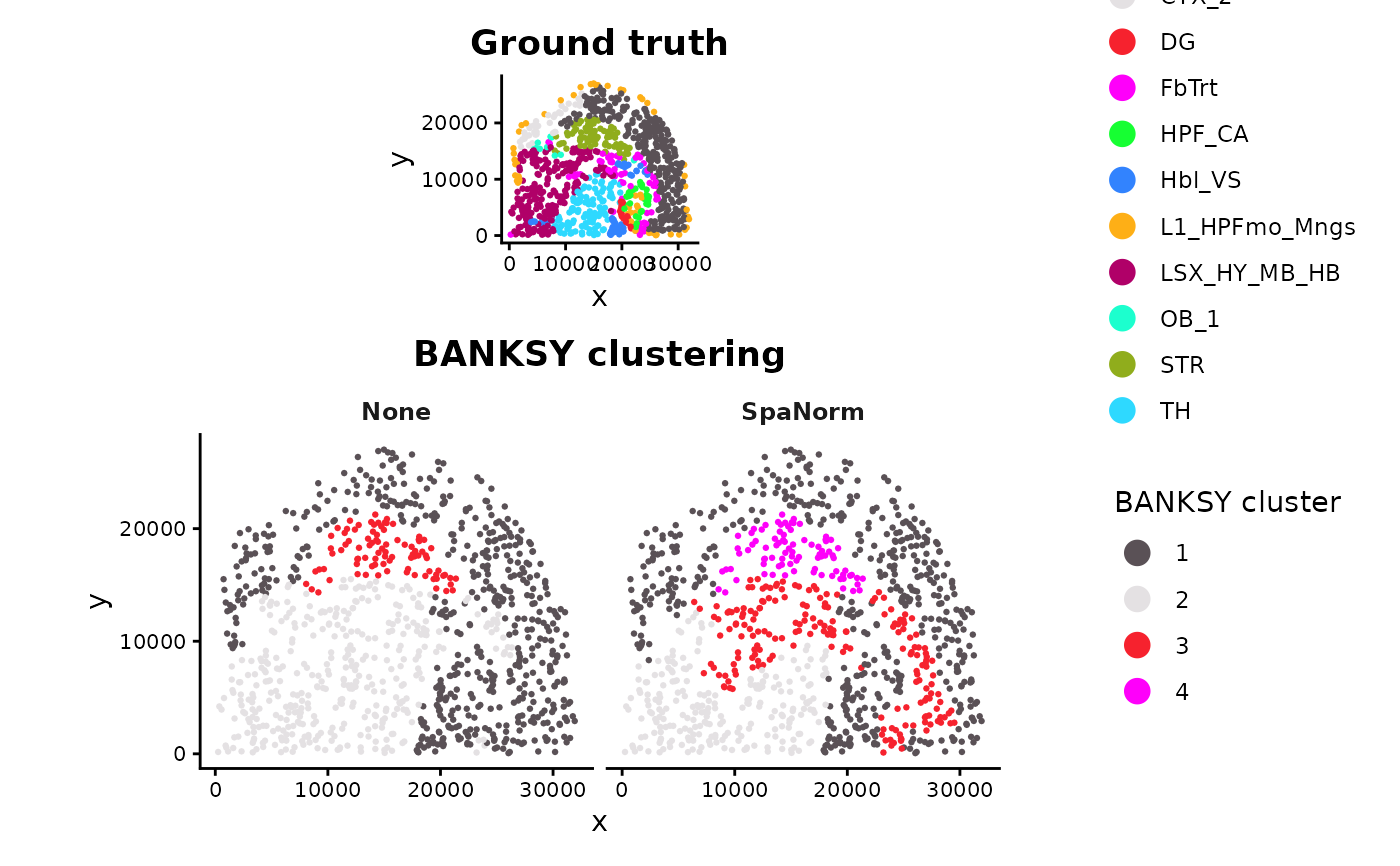 Ground truth
y
20000
10000
0
0 10000 20000 30000
x
DG
FbTrt
HPF_CA
Hbl_VS
L1_HPFmo_Mngs
LSX_HY_MB_HB
OB_1
STR
TH
BANKSY clustering
None SpaNorm
y
20000
10000
0
0 10000 20000 30000 0 10000 20000 30000
x
BANKSY cluster
1
2
3
4